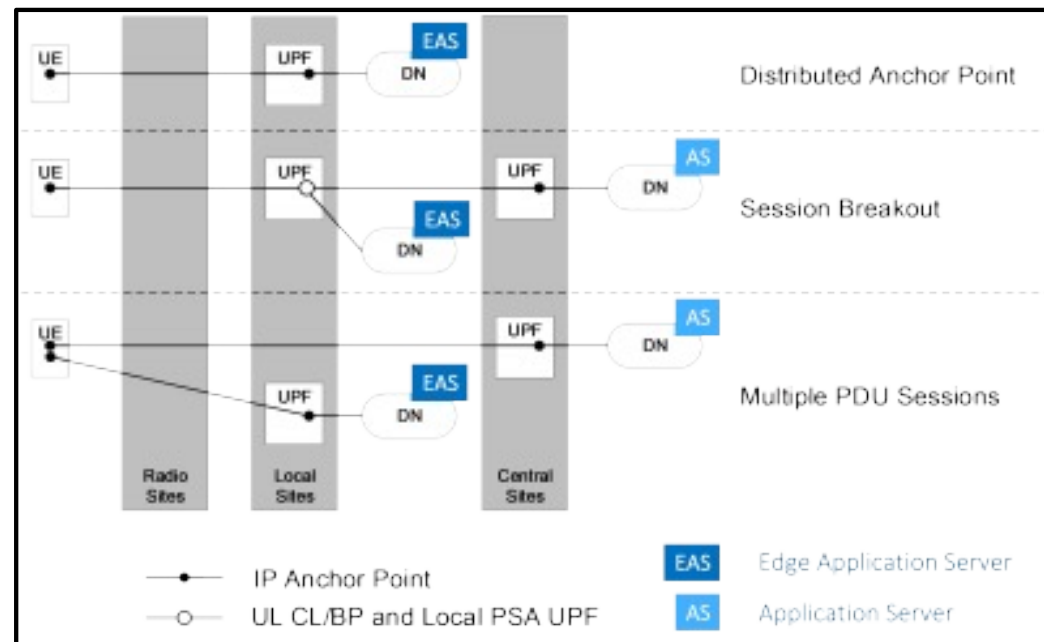 EAS
UE
UPF
DN
Distributed Anchor Point
AS
UE
UPF
UPF
DN
Session Breakout
EAS
DN
AS
UE
UPF
DN
EAS
UPF
DN
Multiple PDU Sessions
Radio
Sites
Local
Sites
Central
Sites
IP Anchor Point
EAS
Edge Application Server
UL CL/BP and Local PSA UPF
AS
Application Server